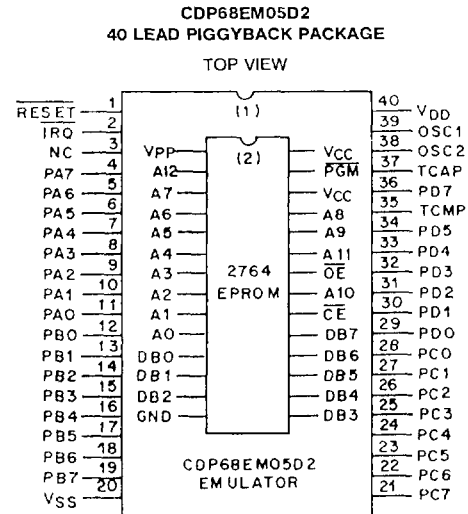 CDP68EM05D2
40 LEAD PIGGYBACK PACKAGE
TOP VIEW
RESET 1
IRQ 2
NC 3
PA7 4
PA6 5
PA5 6
PA4 7
PA3 8
PA2 9
PA1 10
PA0 11
PB0 12
PB1 13
PB2 14
PB3 15
PB4 16
PB5 17
PB6 18
PB7 19
VSS 20
(1)
(2)
VPP
A12
A7
A6
A5
A4
A3
A2
A1
A0
DB0
DB1
DB2
GND
2764
EPROM
VCC
PGM
VCC
A8
A9
A11
OE
A10
CE
DB7
DB6
DB5
DB4
DB3
CDP68EM05D2
EMULATOR
40 VDD
39 OSC1
38 OSC2
37 TCAP
36 PD7
35 TCMP
34 PD5
33 PD4
32 PD3
31 PD2
30 PD1
29 PD0
28 PC0
27 PC1
26 PC2
25 PC3
24 PC4
23 PC5
22 PC6
21 PC7